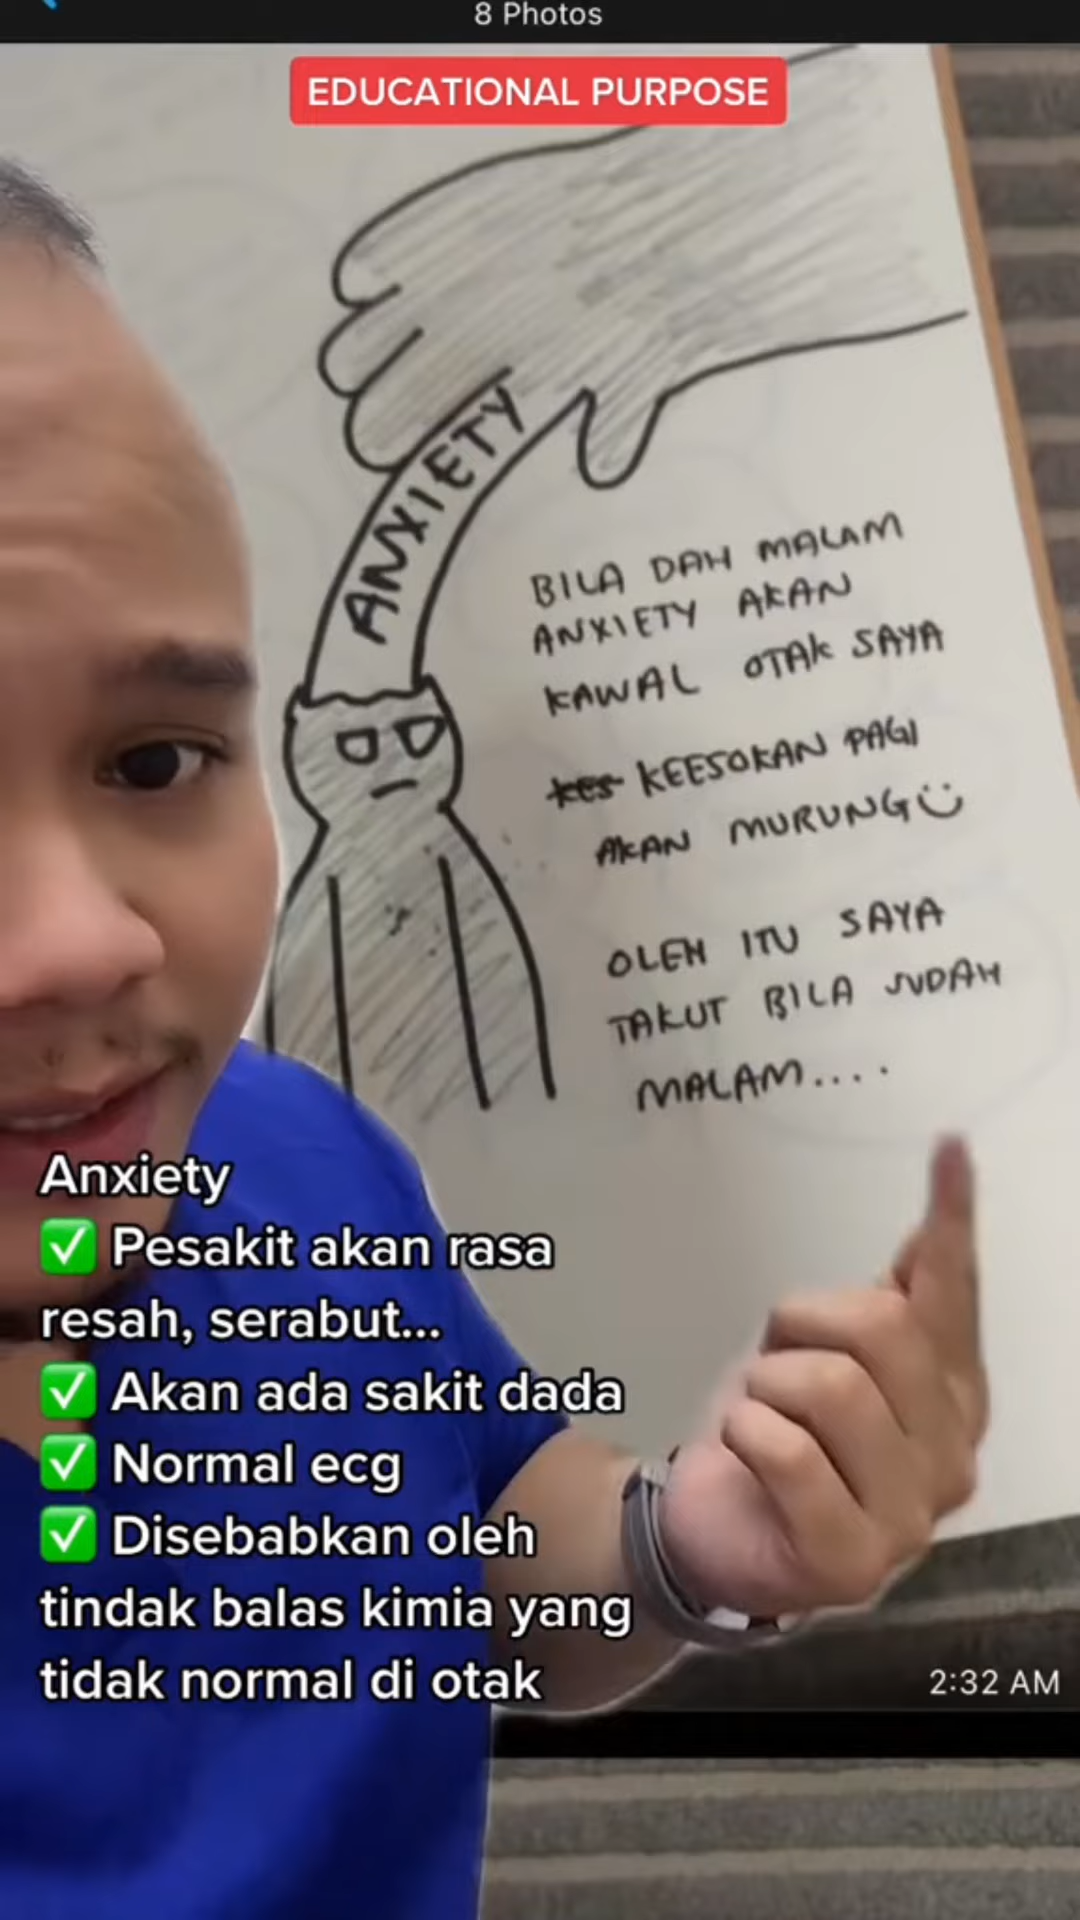 8 Photos
EDUCATIONAL PURPOSE
ANXIETY
BILA DAH MALAM
ANXIETY AKAN
KAWAL OTAK SAYA
kes KEESOKAN PAGI
AKAN MURUNG
OLEH ITU SAYA
TAKUT BILA SUDAH
MALAM....
Anxiety
✅ Pesakit akan rasa
resah, serabut...
✅ Akan ada sakit dada
✅ Normal ecg
✅ Disebabkan oleh
tindak balas kimia yang
tidak normal di otak
2:32 AM